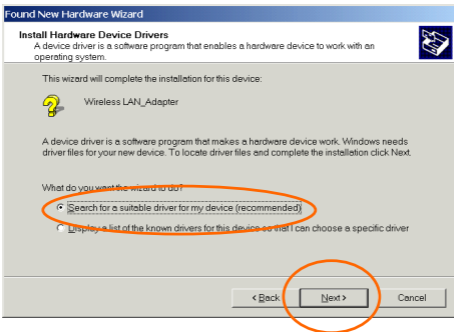 Found New Hardware Wizard
Install Hardware Device Drivers
A device driver is a software program that enables a hardware device to work with an
operating system.
This wizard will complete the installation for this device:
Wireless LAN_Adapter
A device driver is a software program that makes a hardware device work. Windows needs
driver files for your new device. To locate driver files and complete the installation click Next.
What do you want the wizard to do?
Search for a suitable driver for my device (recommended)
Display a list of the known drivers for this device so that I can choose a specific driver
< Back
Next >
Cancel